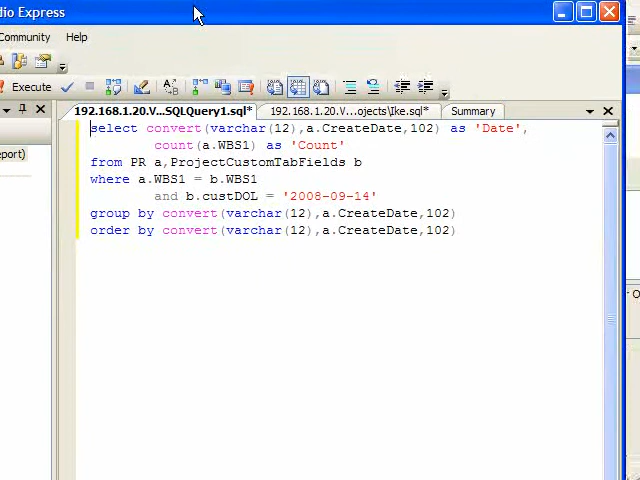 dio Express
Community Help
Execute
192.168.1.20.V...SQLQuery1.sql* 192.168.1.20.V...ojects\Ike.sql* Summary
port)
select convert(varchar(12),a.CreateDate,102) as 'Date',
count(a.WBS1) as 'Count'
from PR a,ProjectCustomTabFields b
where a.WBS1 = b.WBS1
and b.custDOL = '2008-09-14'
group by convert(varchar(12),a.CreateDate,102)
order by convert(varchar(12),a.CreateDate,102)